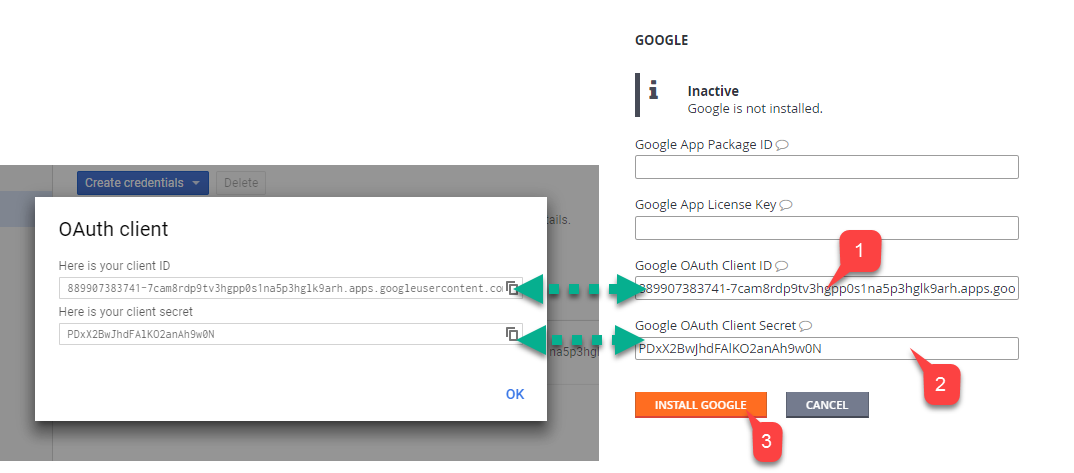 Create credentials
Delete
ails.
OAuth client
Here is your client ID
889907383741-7cam8rdp9tv3hgpp0s1na5p3hglk9arh.apps.googleusercontent.co
Here is your client secret
PDxX2BwJhdFAlKO2anAh9w0N
na5p3hgl
OK
GOOGLE
Inactive
Google is not installed.
Google App Package ID
Google App License Key
1
Google OAuth Client ID
889907383741-7cam8rdp9tv3hgpp0s1na5p3hglk9arh.apps.goo
Google OAuth Client Secret
PDxX2BwJhdFAlKO2anAh9w0N
2
INSTALL GOOGLE
CANCEL
3